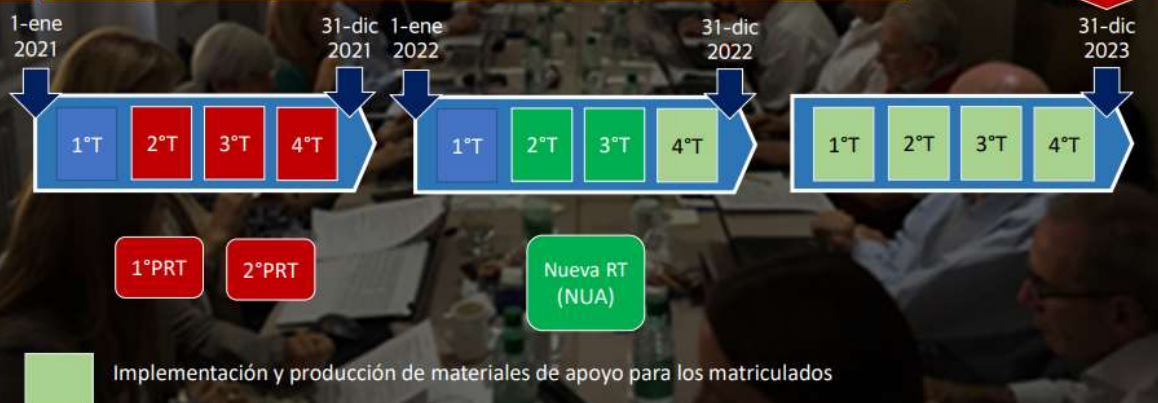 1-ene
2021
31-dic
2021
1-ene
2022
31-dic
2022
31-dic
2023
1°T
2°T
3°T
4°T
1°T
2°T
3°T
4°T
1°T
2°T
3°T
4°T
1°PRT
2°PRT
Nueva RT
(NUA)
Implementación y producción de materiales de apoyo para los matriculados